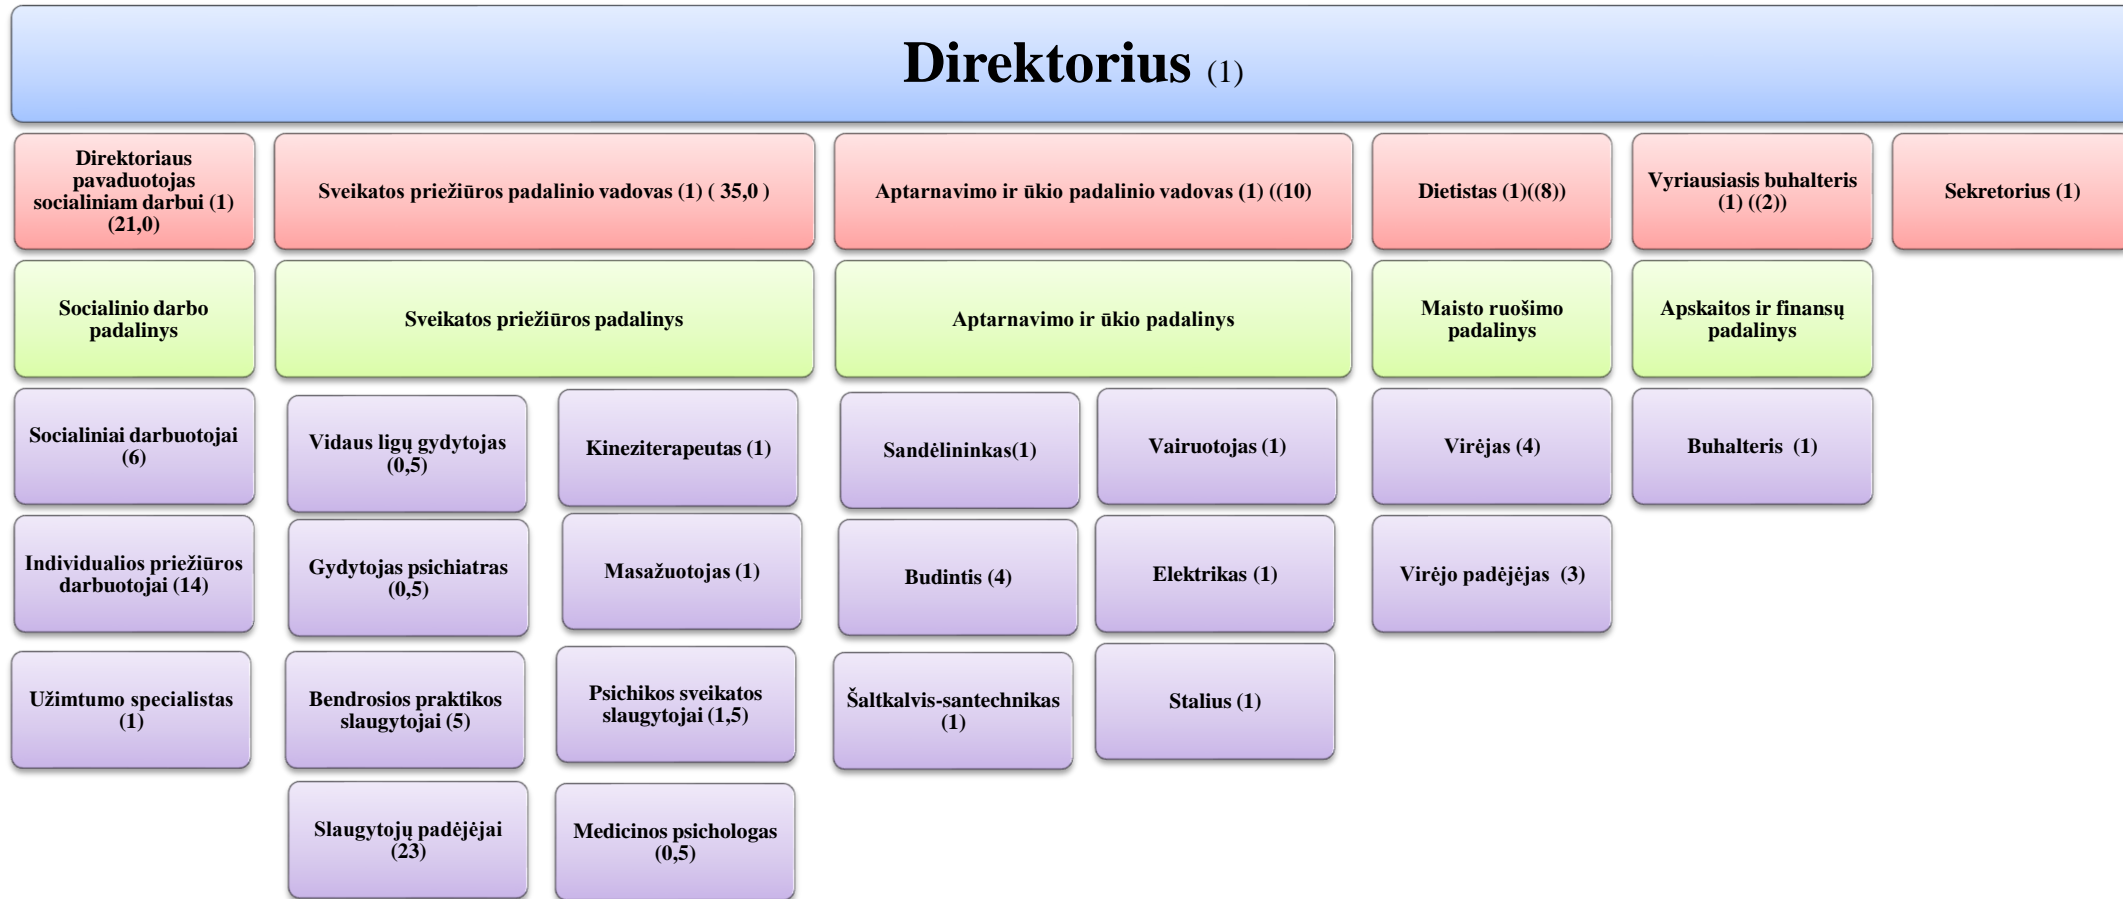 Direktorius (1)
Direktoriaus
pavaduotojas
socialiniam darbui (1)
(21,0)
Sveikatos priežiūros padalinio vadovas (1) ( 35,0 )
Aptarnavimo ir ūkio padalinio vadovas (1) ((10)
Dietistas (1)((8))
Vyriausiasis buhalteris
(1) ((2))
Sekretorius (1)
Socialinio darbo
padalinys
Sveikatos priežiūros padalinys
Aptarnavimo ir ūkio padalinys
Maisto ruošimo
padalinys
Apskaitos ir finansų
padalinys
Socialiniai darbuotojai
(6)
Vidaus ligų gydytojas
(0,5)
Kineziterapeutas (1)
Sandėlininkas(1)
Vairuotojas (1)
Virėjas (4)
Buhalteris (1)
Individualios priežiūros
darbuotojai (14)
Gydytojas psichiatras
(0,5)
Masažuotojas (1)
Budintis (4)
Elektrikas (1)
Virėjo padėjėjas (3)
Užimtumo specialistas
(1)
Bendrosios praktikos
slaugytojai (5)
Psichikos sveikatos
slaugytojai (1,5)
Šaltkalvis-santechnikas
(1)
Stalius (1)
Slaugytojų padėjėjai
(23)
Medicinos psichologas
(0,5)